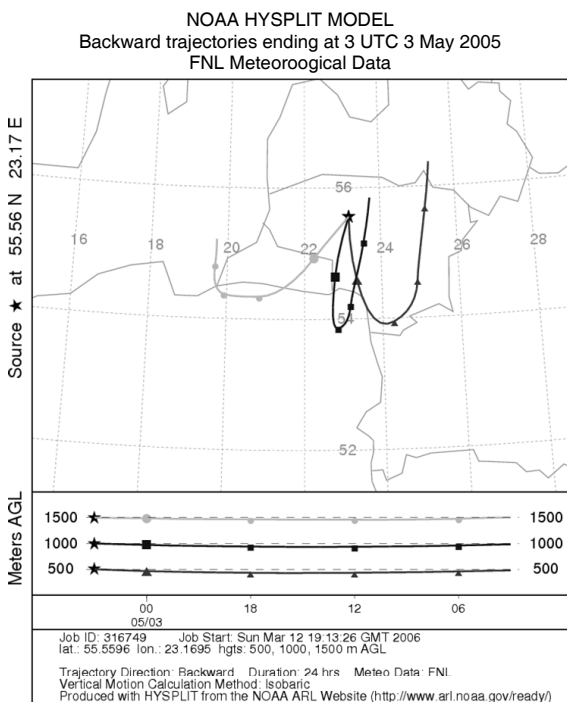 NOAA HYSPLIT MODEL
Backward trajectories ending at 3 UTC 3 May 2005
FNL Meteoroogical Data
Source ★ at 55.56 N 23.17 E
56
16 18 20 22 24 26 28
54
52
Meters AGL
1500 1500
1000 1000
500 500
00 18 12 06
05/03
Job ID: 316749 Job Start: Sun Mar 12 19:13:26 GMT 2006
lat.: 55.5596 lon.: 23.1695 hgts: 500, 1000, 1500 m AGL
Trajectory Direction: Backward Duration: 24 hrs Meteo Data: FNL
Vertical Motion Calculation Method: Isobaric
Produced with HYSPLIT from the NOAA ARL Website (http://www.arl.noaa.gov/ready/)